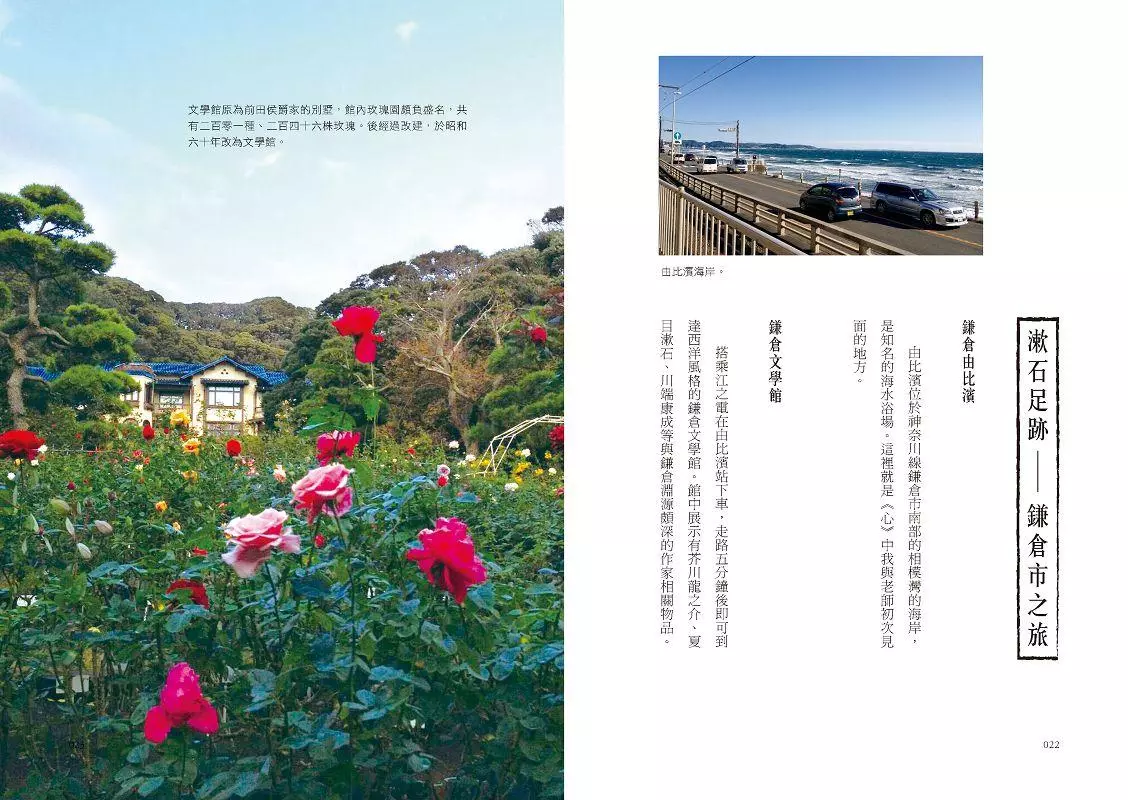 漱石足跡——鎌倉市之旅
鎌倉由比濱
由比濱位於神奈川線鎌倉市南部的相模灣的海岸，
是知名的海水浴場。這裡就是《心》中我與老師初次見
面的地方。
鎌倉文學館
搭乘江之電在由比濱站下車，走路五分鐘後即可到
達西洋風格的鎌倉文學館。館中展示有芥川龍之介、夏
目漱石、川端康成等與鎌倉淵源頗深的作家相關物品。
由比濱海岸。
022
文學館原為前田侯爵家的別墅，館內玫瑰園頗負盛名，共
有二百零一種、二百四十六株玫瑰。後經過改建，於昭和
六十年改為文學館。
023